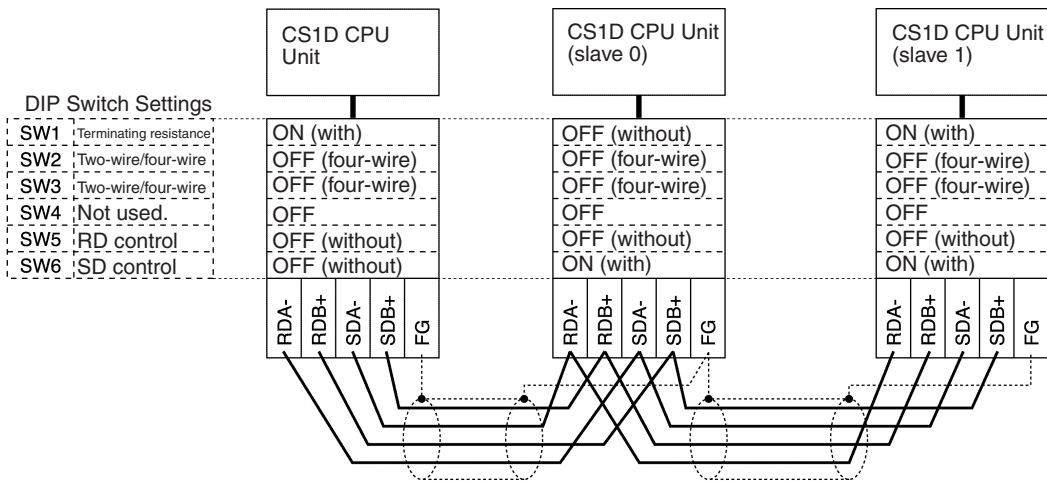 CS1D CPU
Unit
CS1D CPU Unit
(slave 0)
CS1D CPU Unit
(slave 1)
DIP Switch Settings
SW1 Terminating resistance ON (with) OFF (without) ON (with)
SW2 Two-wire/four-wire OFF (four-wire) OFF (four-wire) OFF (four-wire)
SW3 Two-wire/four-wire OFF (four-wire) OFF (four-wire) OFF (four-wire)
SW4 Not used. OFF OFF OFF
SW5 RD control OFF (without) OFF (without) OFF (without)
SW6 SD control OFF (without) ON (with) ON (with)
RDA- RDB+ SDA- SDB+ FG RDA- RDB+ SDA- SDB+ FG RDA- RDB+ SDA- SDB+ FG